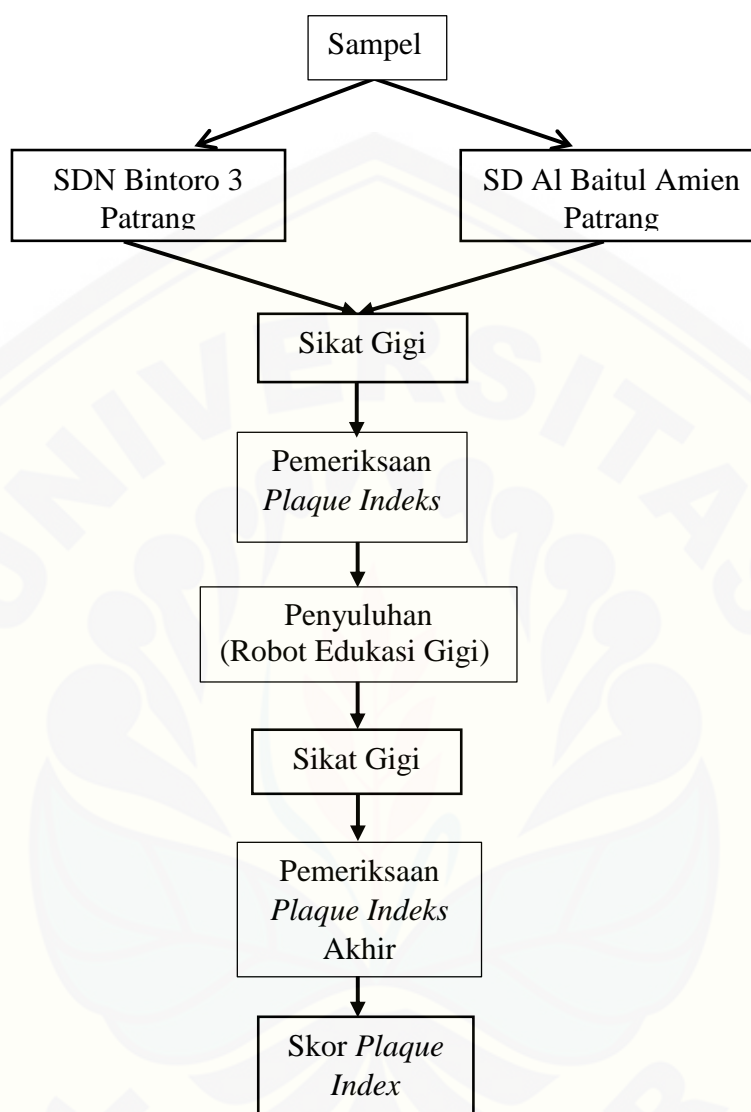 Sampel
SDN Bintoro 3
Patrang
SD Al Baitul Amien
Patrang
Sikat Gigi
Pemeriksaan
Plaque Indeks
Penyuluhan
(Robot Edukasi Gigi)
Sikat Gigi
Pemeriksaan
Plaque Indeks
Akhir
Skor Plaque
Index
UNIVERSITAS